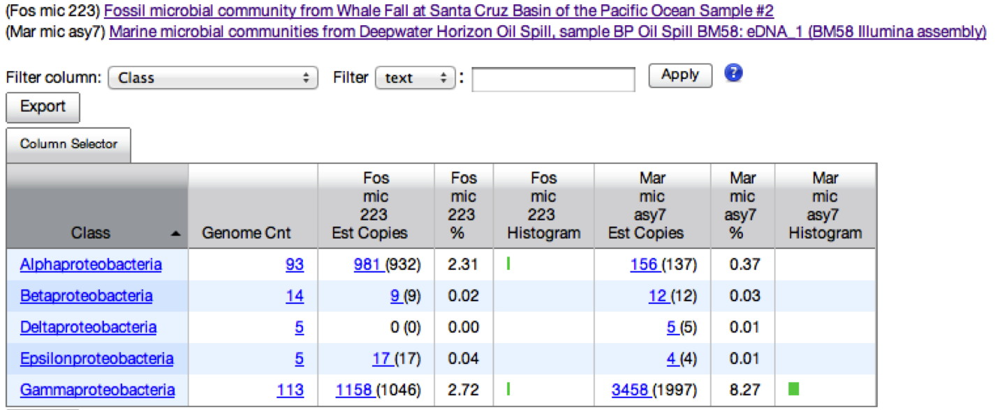 (Fos mic 223) Fossil microbial community from Whale Fall at Santa Cruz Basin of the Pacific Ocean Sample #2
(Mar mic asy7) Marine microbial communities from Deepwater Horizon Oil Spill, sample BP Oil Spill BM58: eDNA_1 (BM58 Illumina assembly)
Filter column: Class Filter text : Apply ?
Export
Column Selector
Class Genome Cnt Fos mic 223 Est Copies Fos mic 223 % Fos mic 223 Histogram Mar mic asy7 Est Copies Mar mic asy7 % Mar mic asy7 Histogram
Alphaproteobacteria 93 981 (932) 2.31 156 (137) 0.37
Betaproteobacteria 14 9 (9) 0.02 12 (12) 0.03
Deltaproteobacteria 5 0 (0) 0.00 5 (5) 0.01
Epsilonproteobacteria 5 17 (17) 0.04 4 (4) 0.01
Gammaproteobacteria 113 1158 (1046) 2.72 3458 (1997) 8.27